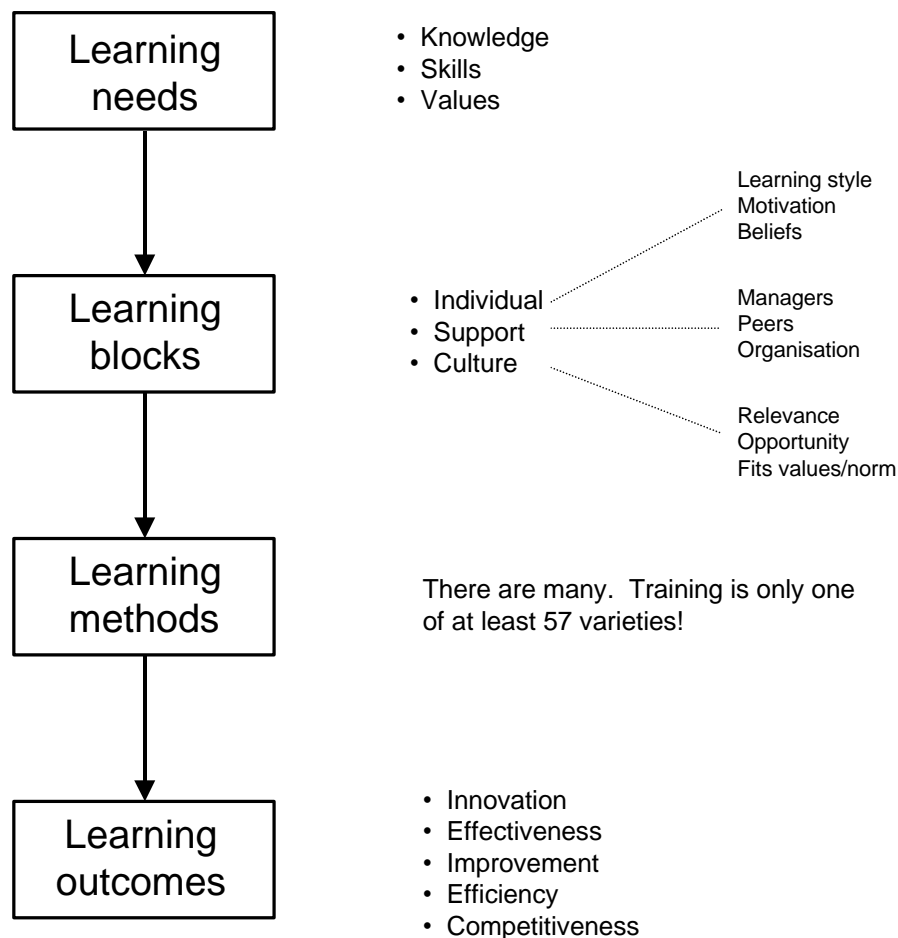 Learning
needs
• Knowledge
• Skills
• Values
Learning
blocks
• Individual
• Support
• Culture
Learning style
Motivation
Beliefs
Managers
Peers
Organisation
Relevance
Opportunity
Fits values/norm
Learning
methods
There are many.  Training is only one
of at least 57 varieties!
Learning
outcomes
• Innovation
• Effectiveness
• Improvement
• Efficiency
• Competitiveness